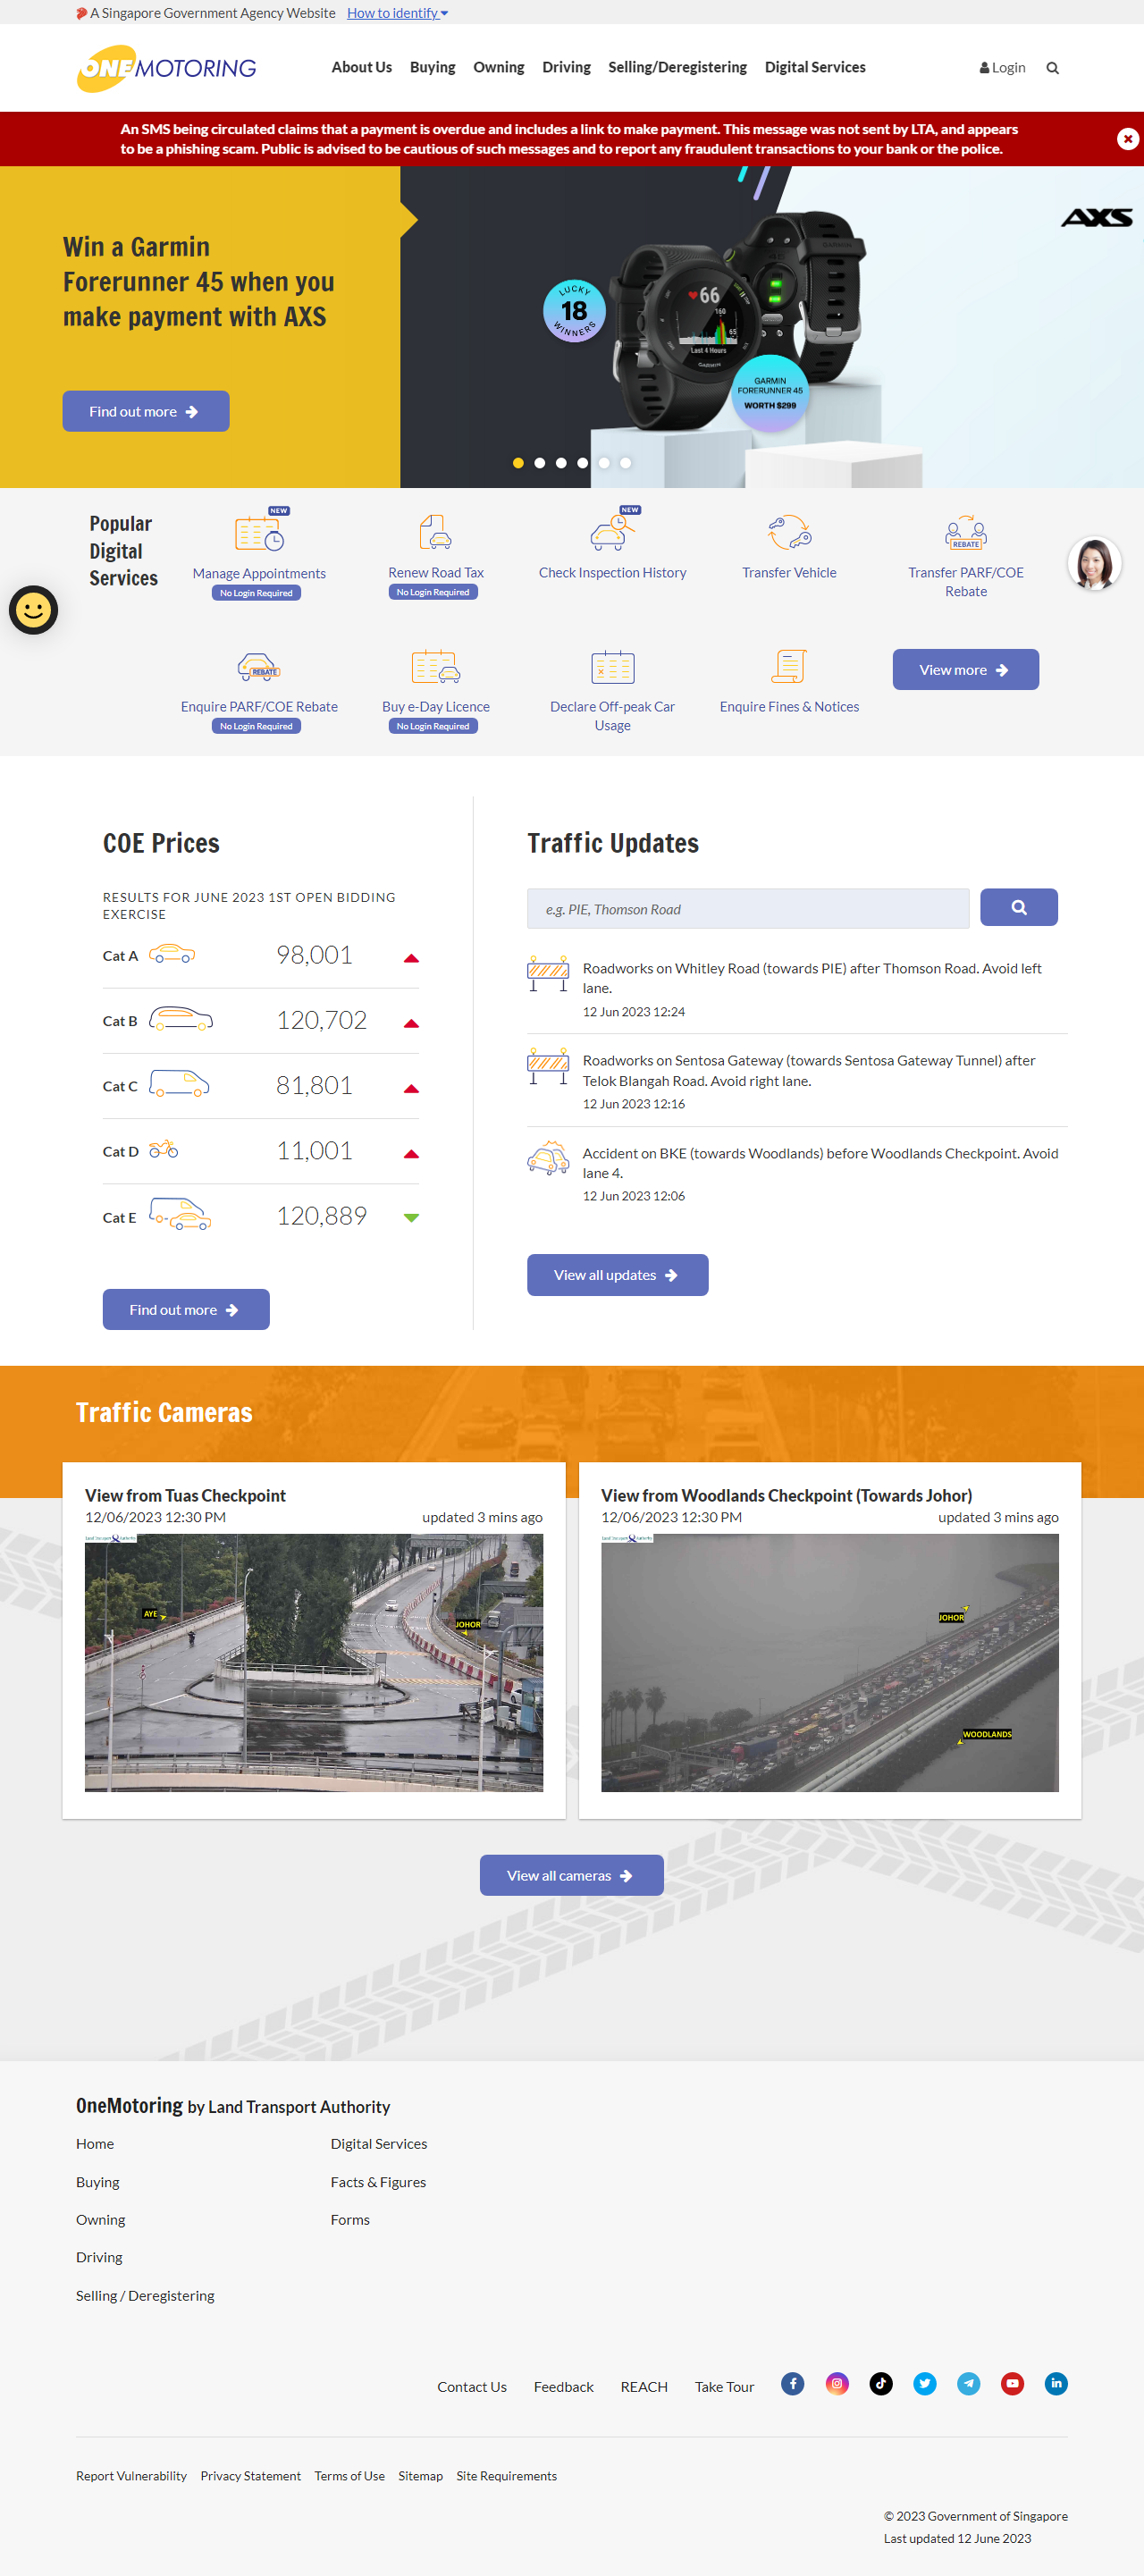 A Singapore Government Agency Website How to identify
ONE MOTORING
About Us Buying Owning Driving Selling/Deregistering Digital Services Login
An SMS being circulated claims that a payment is overdue and includes a link to make payment. This message was not sent by LTA, and appears
to be a phishing scam. Public is advised to be cautious of such messages and to report any fraudulent transactions to your bank or the police.
Win a Garmin
Forerunner 45 when you
make payment with AXS
Find out more
AXS
LUCKY
18
WINNERS
GARMIN
66
160
65
Last 4 Hours
GARMIN
GARMIN
FORERUNNER 45
WORTH $299
Popular
Digital
Services
NEW
Manage Appointments
No Login Required
Renew Road Tax
No Login Required
NEW
Check Inspection History
Transfer Vehicle
REBATE
Transfer PARF/COE
Rebate
REBATE
Enquire PARF/COE Rebate
No Login Required
Buy e-Day Licence
No Login Required
Declare Off-peak Car
Usage
Enquire Fines & Notices
View more
COE Prices
RESULTS FOR JUNE 2023 1ST OPEN BIDDING
EXERCISE
Cat A 98,001
Cat B 120,702
Cat C 81,801
Cat D 11,001
Cat E 120,889
Find out more
Traffic Updates
e.g. PIE, Thomson Road
Roadworks on Whitley Road (towards PIE) after Thomson Road. Avoid left
lane.
12 Jun 2023 12:24
Roadworks on Sentosa Gateway (towards Sentosa Gateway Tunnel) after
Telok Blangah Road. Avoid right lane.
12 Jun 2023 12:16
Accident on BKE (towards Woodlands) before Woodlands Checkpoint. Avoid
lane 4.
12 Jun 2023 12:06
View all updates
Traffic Cameras
View from Tuas Checkpoint
12/06/2023 12:30 PM updated 3 mins ago
Land Transport Authority
AYE
JOHOR
View from Woodlands Checkpoint (Towards Johor)
12/06/2023 12:30 PM updated 3 mins ago
Land Transport Authority
JOHOR
WOODLANDS
View all cameras
OneMotoring by Land Transport Authority
Home
Buying
Owning
Driving
Selling / Deregistering
Digital Services
Facts & Figures
Forms
Contact Us Feedback REACH Take Tour
Report Vulnerability Privacy Statement Terms of Use Sitemap Site Requirements
© 2023 Government of Singapore
Last updated 12 June 2023